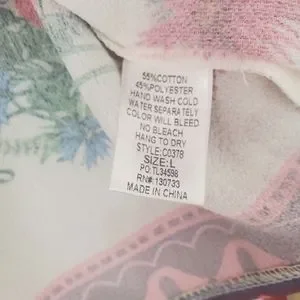 55%COTTON
45%POLYESTER
HAND WASH COLD
WATER SEPARATELY
COLOR WILL BLEED
NO BLEACH
HANG TO DRY
STYLE:C0378
SIZE:L
PO:TL34598
RN#:130733
MADE IN CHINA